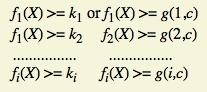 f₁(X) >= k₁ or f₁(X) >= g(1,c)
f₁(X) >= k₂ f₂(X) >= g(2,c)
................. .................
fᵢ(X) >= kᵢ fᵢ(X) >= g(i,c)